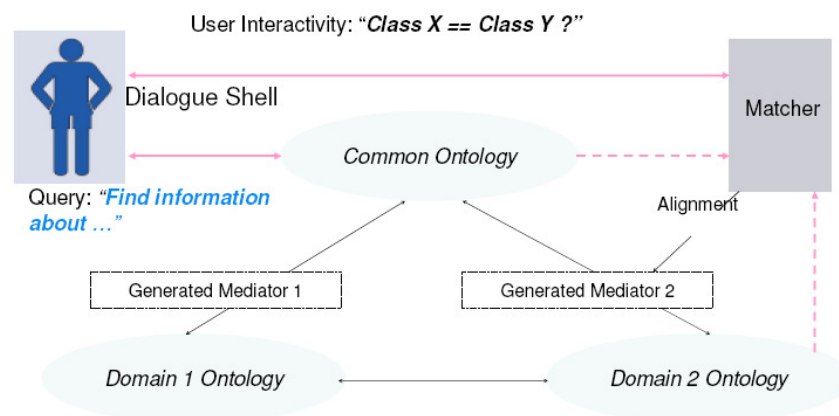 User Interactivity: “Class X == Class Y ?”
Dialogue Shell
Matcher
Common Ontology
Query: “Find information
about …”
Alignment
Generated Mediator 1
Generated Mediator 2
Domain 1 Ontology
Domain 2 Ontology